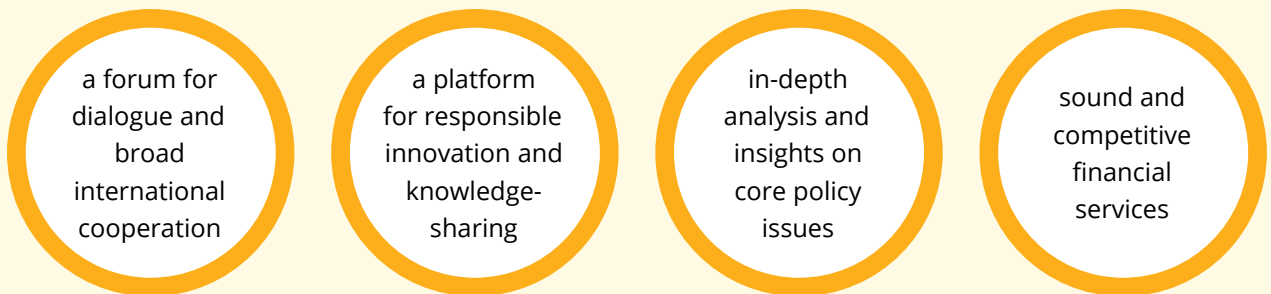 a forum for
dialogue and
broad
international
cooperation
a platform
for responsible
innovation and
knowledge-
sharing
in-depth
analysis and
insights on
core policy
issues
sound and
competitive
financial
services